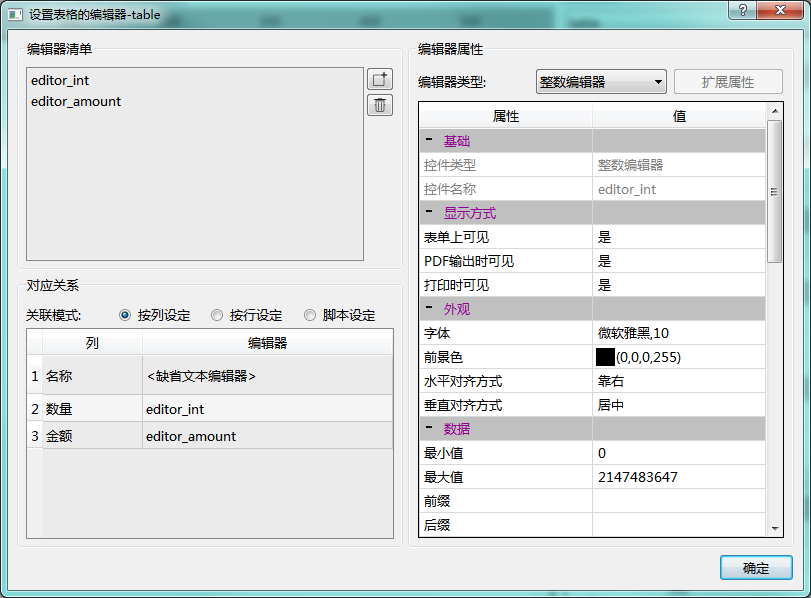 设置表格的编辑器-table
编辑器清单
editor_int
editor_amount
对应关系
关联模式: 按列设定 按行设定 脚本设定
列 编辑器
1 名称 <缺省文本编辑器>
2 数量 editor_int
3 金额 editor_amount
编辑器属性
编辑器类型: 整数编辑器 扩展属性
属性 值
基础
控件类型 整数编辑器
控件名称 editor_int
显示方式
表单上可见 是
PDF输出时可见 是
打印时可见 是
外观
字体 微软雅黑,10
前景色 (0,0,0,255)
水平对齐方式 靠右
垂直对齐方式 居中
数据
最小值 0
最大值 2147483647
前缀
后缀
确定